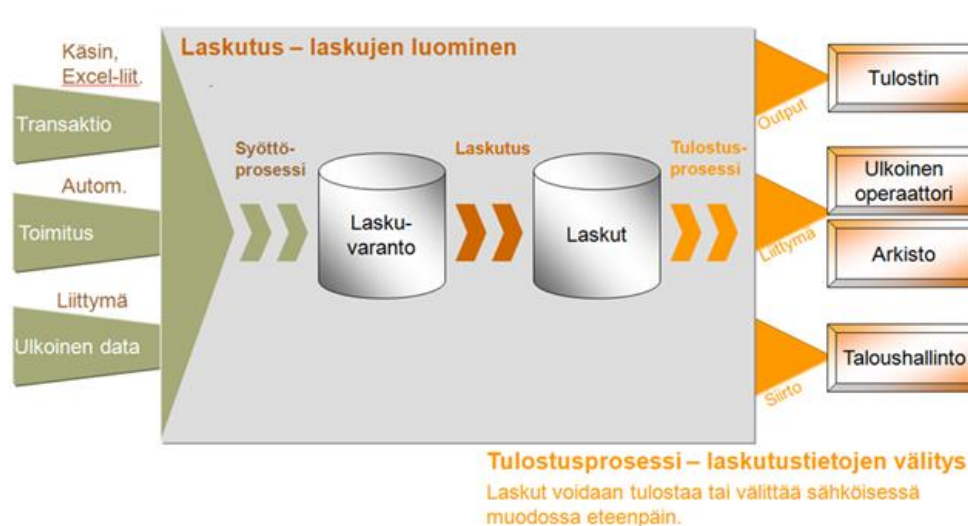 Laskutus – laskujen luominen
Käsin,
Excel-liit.
Transaktio
Autom.
Toimitus
Liittymä
Ulkoinen data
Syöttö-
prosessi
Lasku-
varanto
Laskutus
Laskut
Tulostus-
prosessi
Output
Tulostin
Liittymä
Ulkoinen
operaattori
Arkisto
Siirto
Taloushallinto
Tulostusprosessi – laskutustietojen välitys
Laskut voidaan tulostaa tai välittää sähköisessä
muodossa eteenpäin.